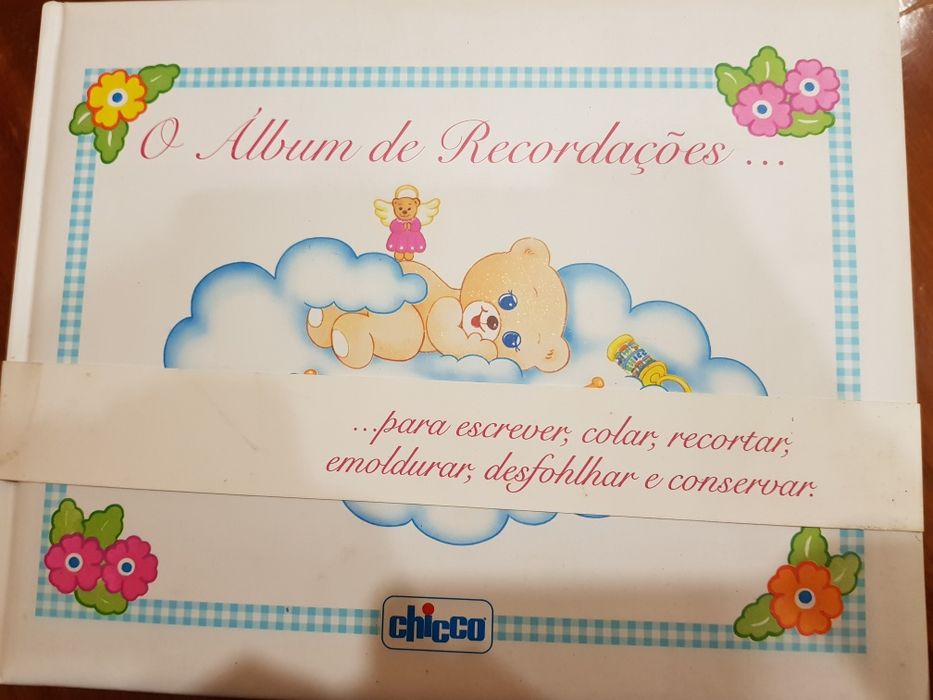 O Álbum de Recordações ...
...para escrever, colar, recortar,
emoldurar, desfohlhar e conservar.
chicco